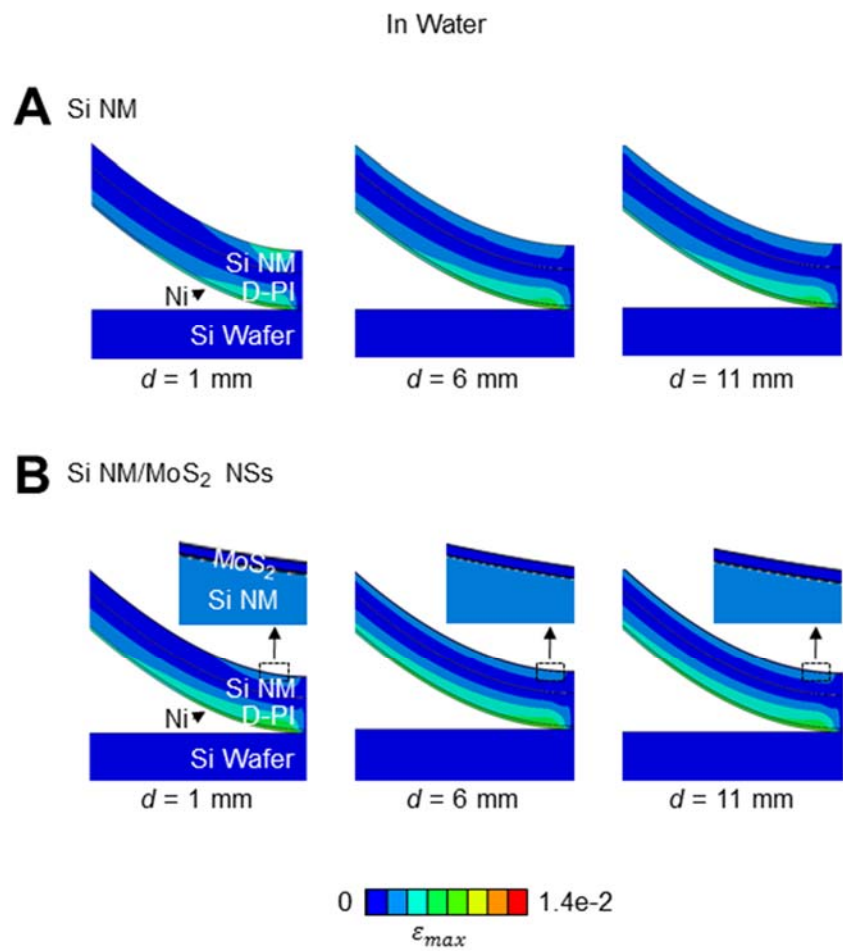 In Water
A Si NM
Si NM
D-PI
Ni
Si Wafer
d = 1 mm
d = 6 mm
d = 11 mm
B Si NM/MoS₂ NSs
MoS₂
Si NM
Si NM
D-PI
Ni
Si Wafer
d = 1 mm
d = 6 mm
d = 11 mm
0 1.4e-2
εmax